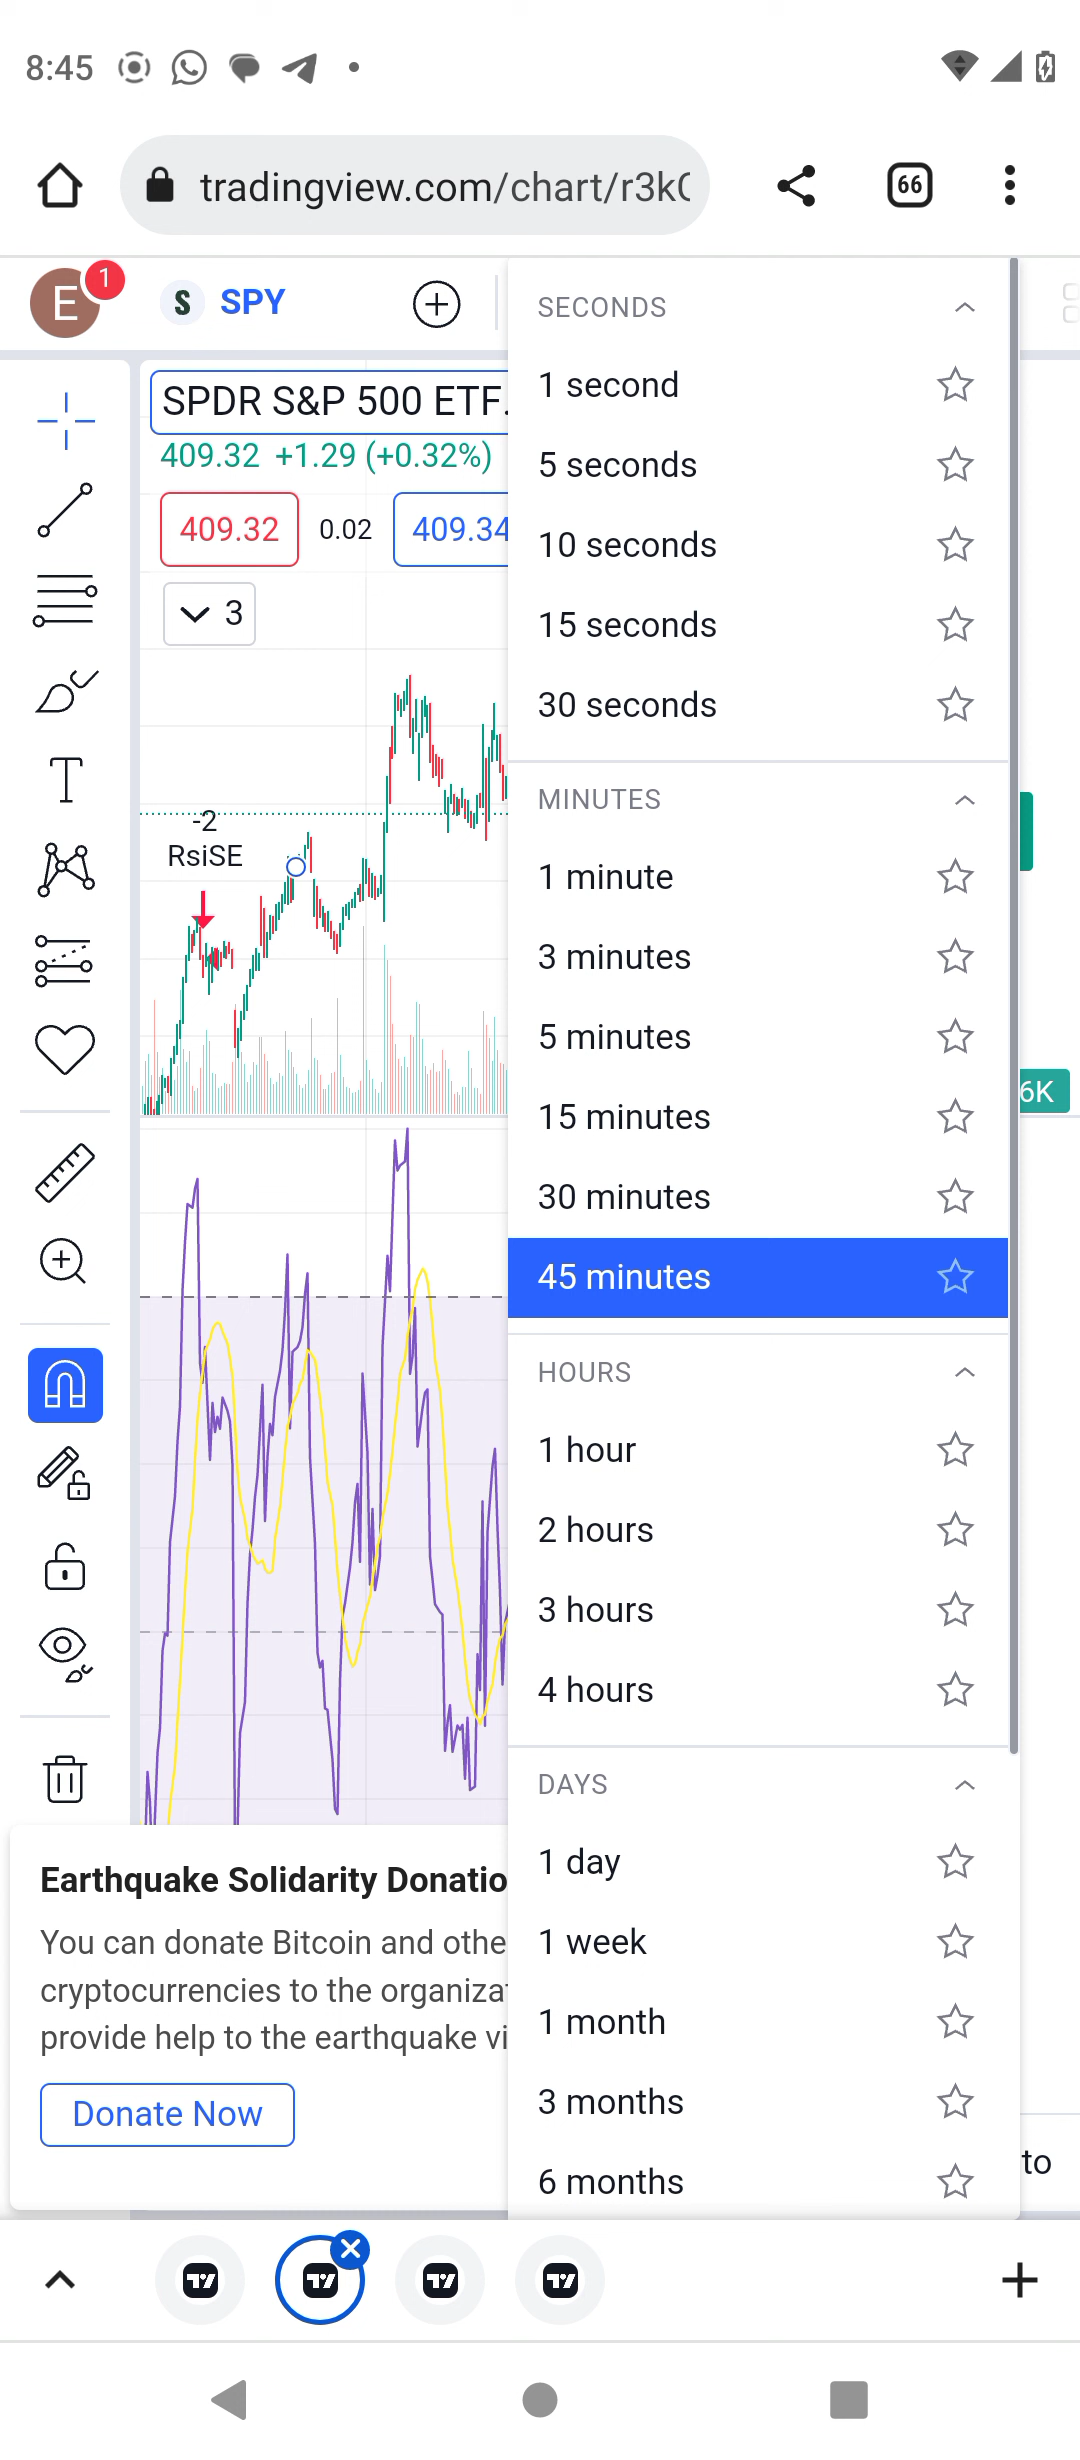 8:45
tradingview.com/chart/r3k
66
E
1
S SPY
SPDR S&P 500 ETF.
409.32 +1.29 (+0.32%)
409.32
0.02
409.34
3
-2
RsiSE
SECONDS
1 second
5 seconds
10 seconds
15 seconds
30 seconds
MINUTES
1 minute
3 minutes
5 minutes
15 minutes
30 minutes
45 minutes
HOURS
1 hour
2 hours
3 hours
4 hours
DAYS
1 day
1 week
1 month
3 months
6 months
6K
to
Earthquake Solidarity Donatio
You can donate Bitcoin and othe
cryptocurrencies to the organizat
provide help to the earthquake vi
Donate Now